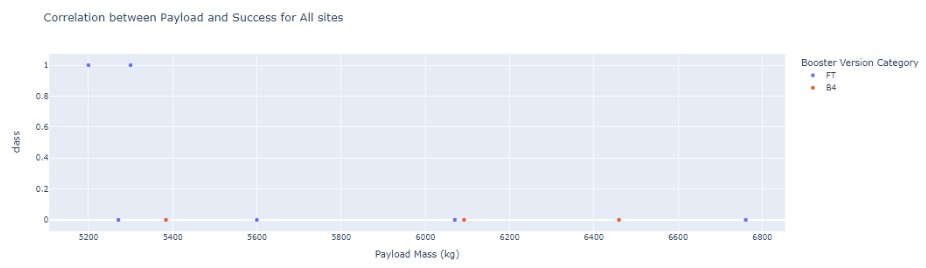 Correlation between Payload and Success for All sites
Booster Version Category
FT
B4
class
1
0.8
0.6
0.4
0.2
0
5200 5400 5600 5800 6000 6200 6400 6600 6800
Payload Mass (kg)